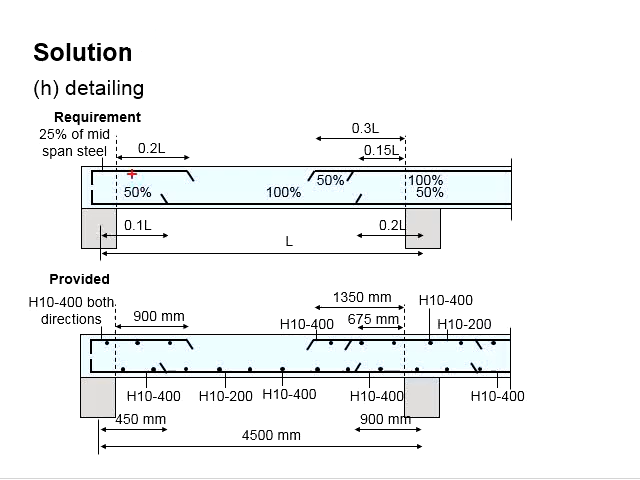 Solution
(h) detailing
Requirement
25% of mid
span steel
0.2L
0.3L
0.15L
50%
100%
50%
100%
50%
0.1L
0.2L
L
Provided
H10-400 both
directions
900 mm
1350 mm
H10-400
H10-400
675 mm
H10-200
H10-400
H10-200
H10-400
H10-400
H10-400
450 mm
900 mm
4500 mm